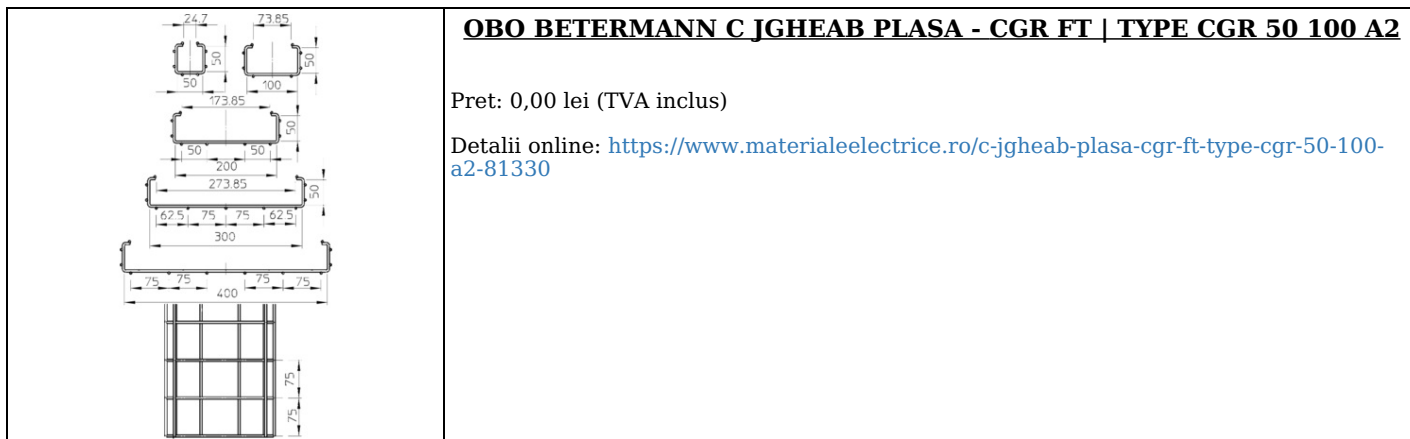 24.7 73.85
50 50
50 100
173.85
50
50 50
200
273.85
50
62.5 75 75 62.5
300
75 75 75 75
400
75
75
OBO BETERMANN C JGHEAB PLASA - CGR FT | TYPE CGR 50 100 A2
Pret: 0,00 lei (TVA inclus)
Detalii online: https://www.materialeelectrice.ro/c-jgheab-plasa-cgr-ft-type-cgr-50-100-
a2-81330